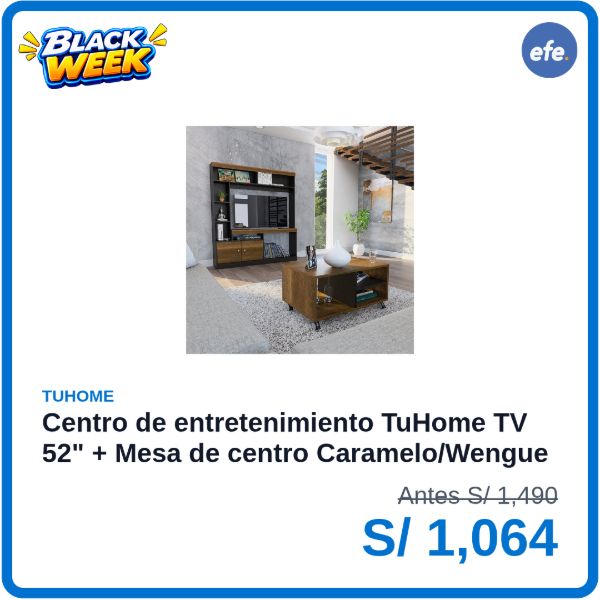 BLACK
WEEK
efe.
TUHOME
Centro de entretenimiento TuHome TV
52" + Mesa de centro Caramelo/Wengue
Antes S/ 1,490
S/ 1,064